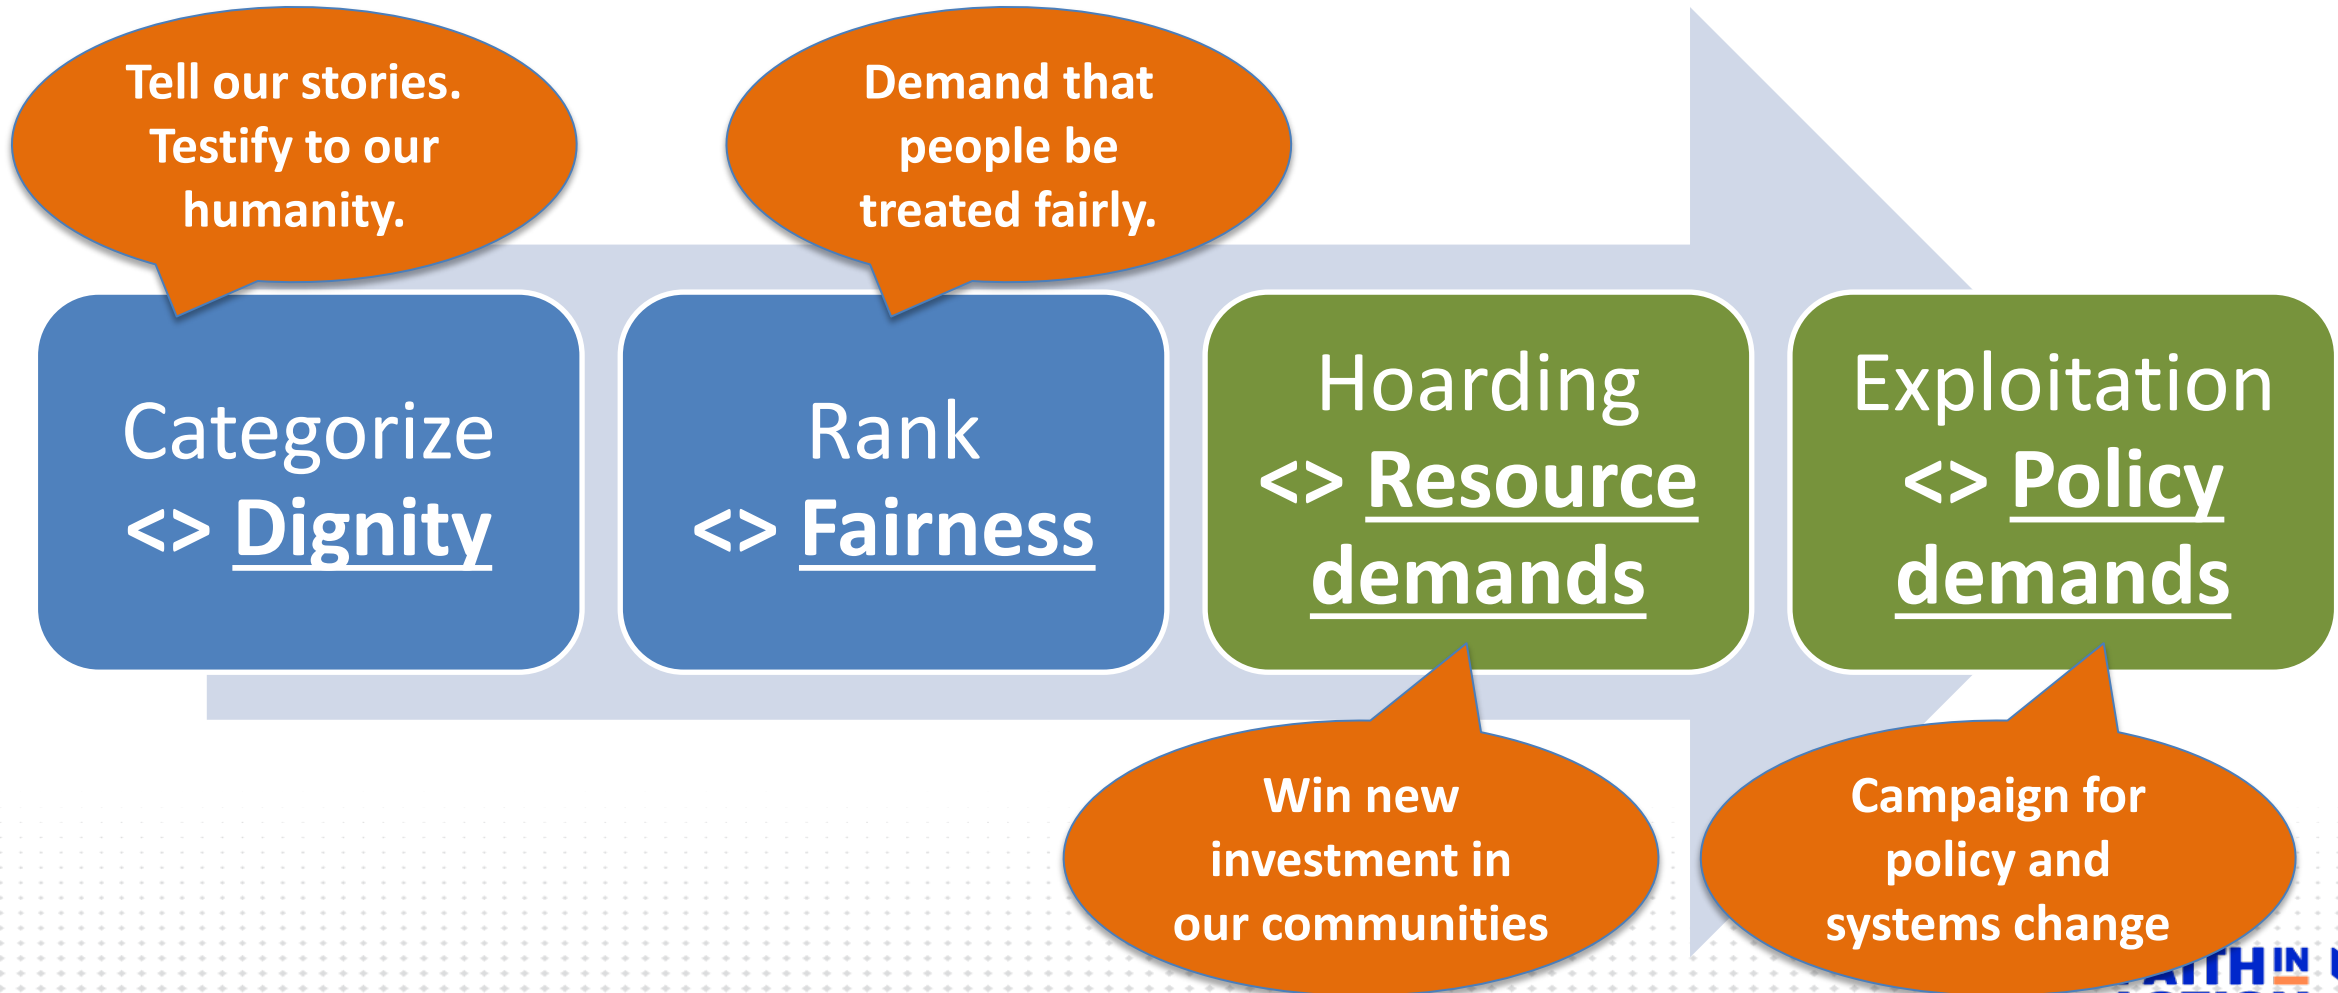 Tell our stories.
Testify to our
humanity.
Demand that
people be
treated fairly.
Categorize
<> Dignity
Rank
<> Fairness
Hoarding
<> Resource
demands
Exploitation
<> Policy
demands
Win new
investment in
our communities
Campaign for
policy and
systems change
IN